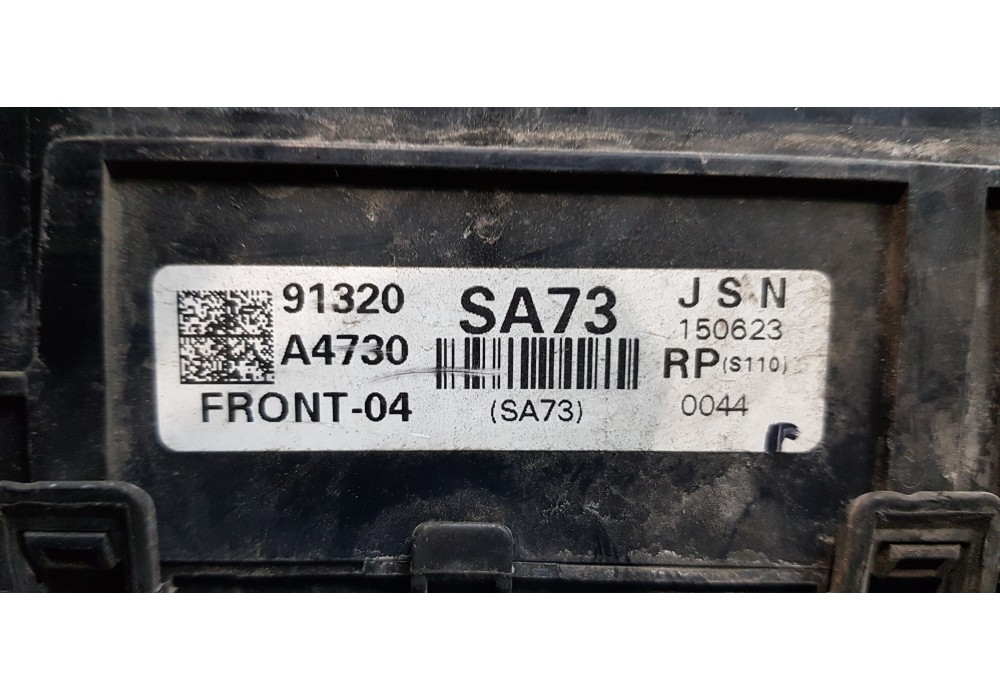 91320
A4730
FRONT-04
SA73
(SA73)
J S N
150623
RP(S110)
0044